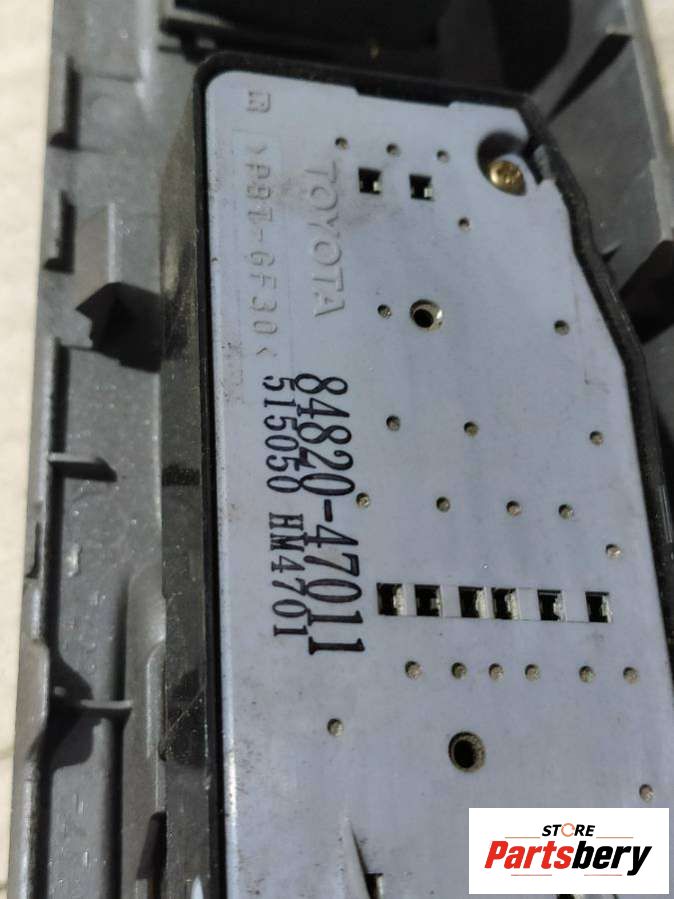 TOYOTA
>PBT-GF30<
84820-47011
515050 HM4701
STORE
Partsbery